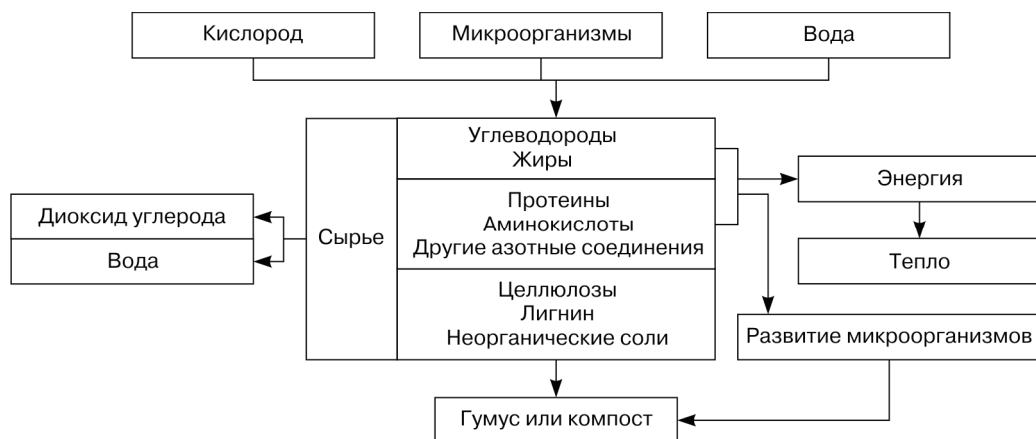 Кислород
Микроорганизмы
Вода
Углеводороды
Жиры
Энергия
Протеины
Аминокислоты
Другие азотные соединения
Диоксид углерода
Сырье
Вода
Тепло
Целлюлозы
Лигнин
Неорганические соли
Развитие микроорганизмов
Гумус или компост